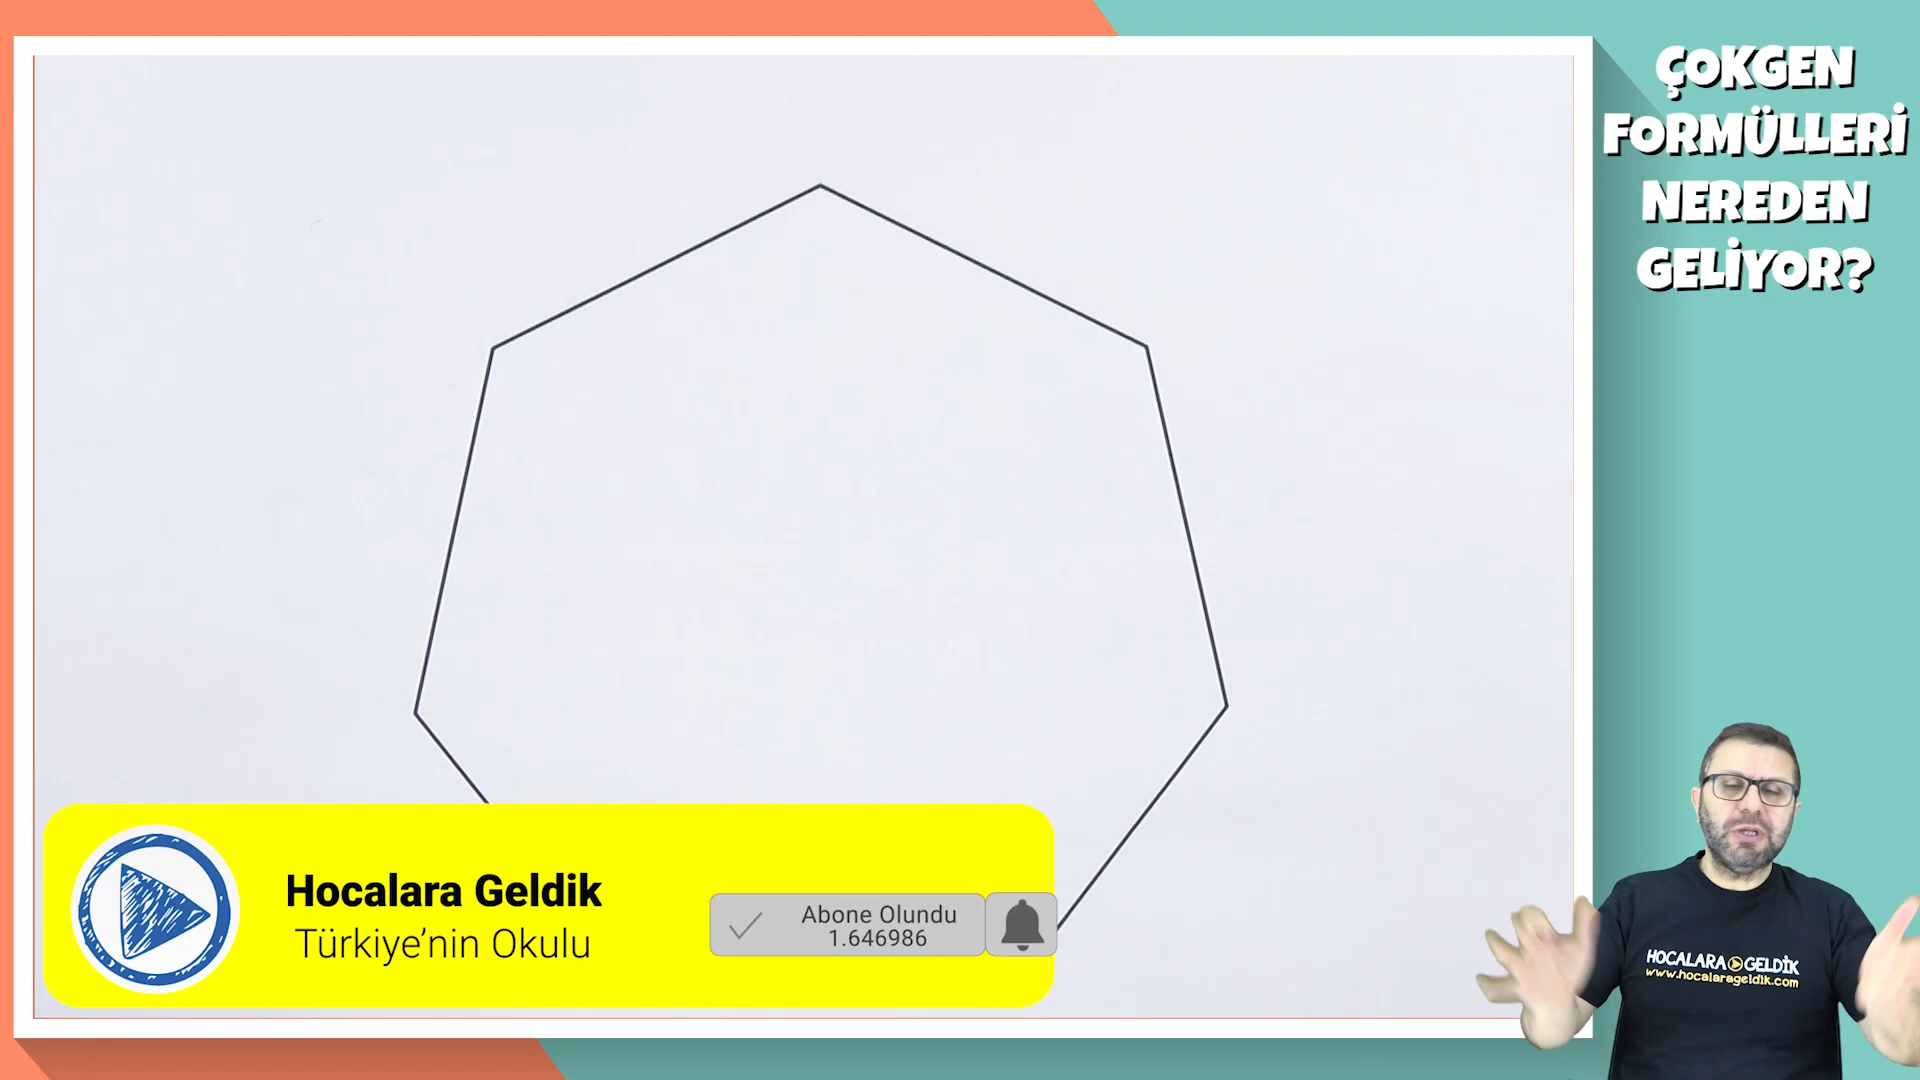 ÇOKGEN
FORMÜLLERİ
NEREDEN
GELİYOR?
Hocalara Geldik
Türkiye’nin Okulu
Abone Olundu
1.646986
HOCALARA GELDİK
www.hocalarageldik.com